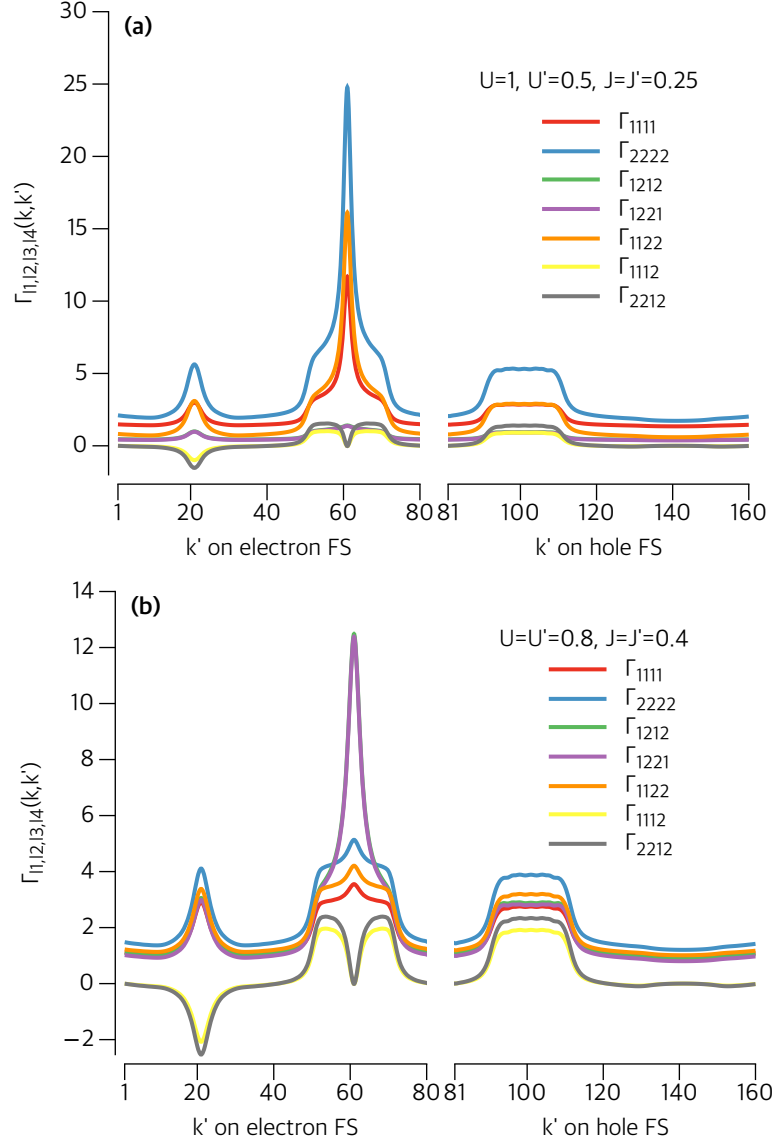 (a)
30
25
20
15
10
5
0
Γl1,l2,l3,l4(k,k')
U=1, U'=0.5, J=J'=0.25
Γ1111
Γ2222
Γ1212
Γ1221
Γ1122
Γ1112
Γ2212
1 20 40 60 80 81 100 120 140 160
k' on electron FS k' on hole FS
(b)
14
12
10
8
6
4
2
0
−2
Γl1,l2,l3,l4(k,k')
U=U'=0.8, J=J'=0.4
Γ1111
Γ2222
Γ1212
Γ1221
Γ1122
Γ1112
Γ2212
1 20 40 60 80 81 100 120 140 160
k' on electron FS k' on hole FS